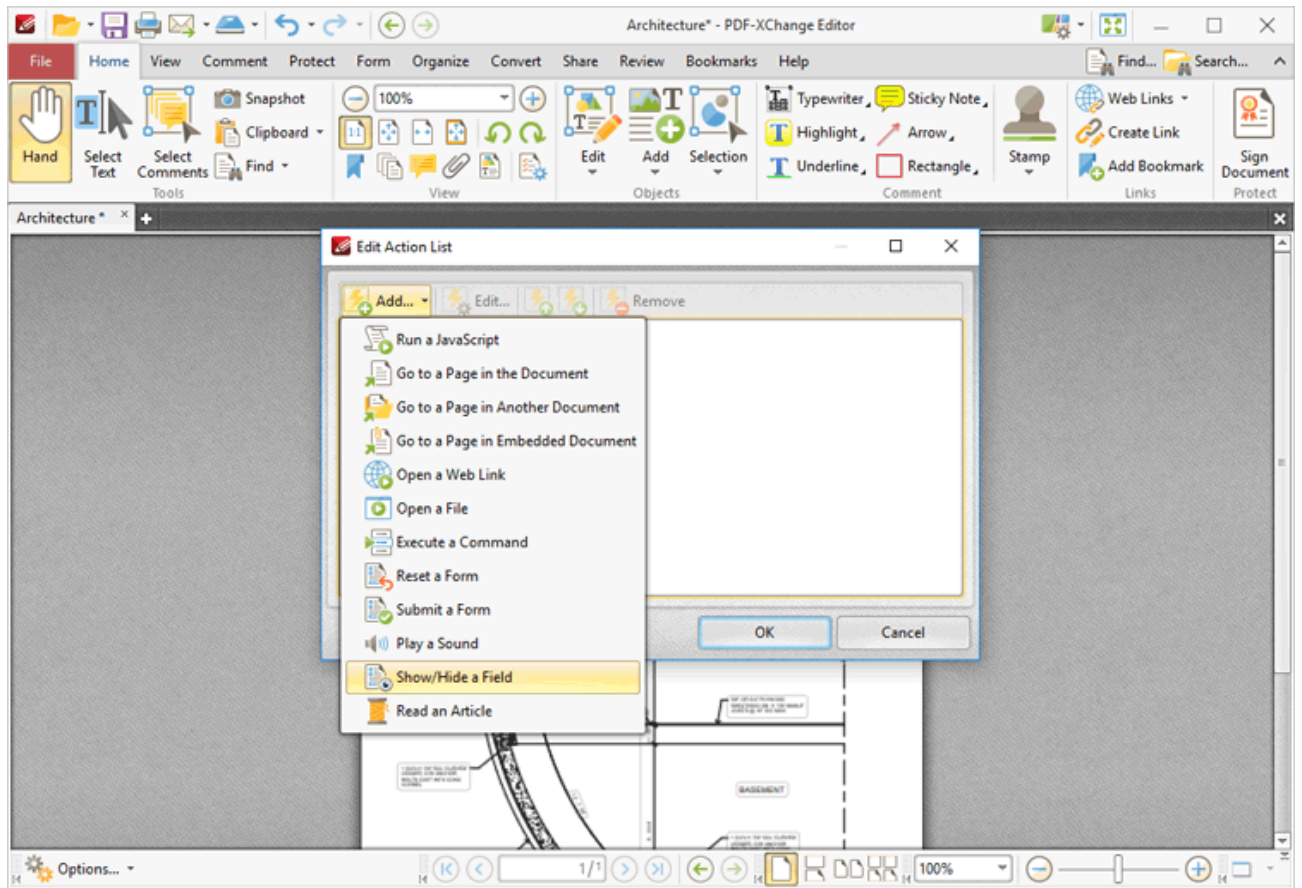 Architecture* - PDF-XChange Editor
File Home View Comment Protect Form Organize Convert Share Review Bookmarks Help Find... Search...
Snapshot 100% Typewriter Sticky Note Web Links
Clipboard Highlight Arrow Create Link
Hand Select Text Select Comments Find Edit Add Selection Underline Rectangle Stamp Add Bookmark Sign Document
Tools View Objects Comment Links Protect
Architecture *
Edit Action List
Add... Edit... Remove
Run a JavaScript
Go to a Page in the Document
Go to a Page in Another Document
Go to a Page in Embedded Document
Open a Web Link
Open a File
Execute a Command
Reset a Form
Submit a Form
OK Cancel
Play a Sound
Show/Hide a Field
Read an Article
BASEMENT
Options... 1/1 100%